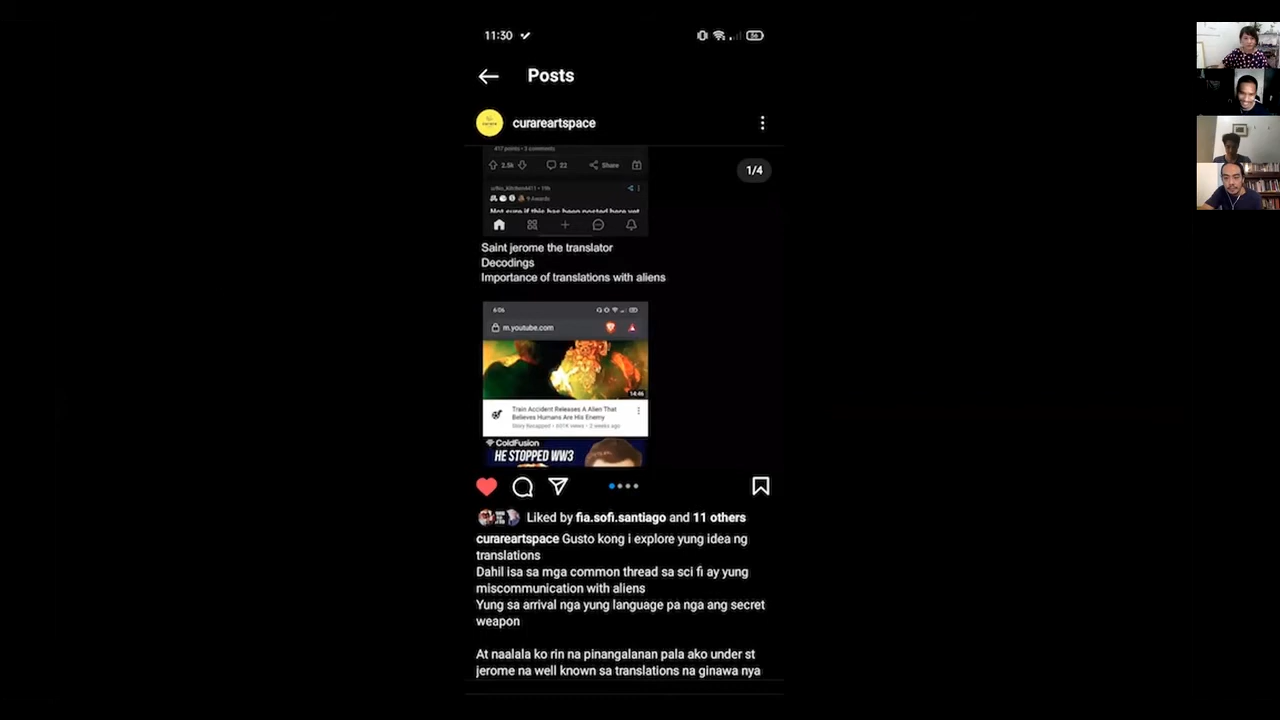 11:30
56
Posts
curareartspace
417 points • 3 comments
1/4
2.5k 22 Share
9 Awards
Not sure if this has been posted here yet
Saint jerome the translator
Decodings
Importance of translations with aliens
6:06
m.youtube.com
14:46
Train Accident Releases A Alien That
Believes Humans Are His Enemy
Story Recapped • 601K views • 2 weeks ago
ColdFusion
HE STOPPED WW3
Liked by fia.sofi.santiago and 11 others
curareartspace Gusto kong i explore yung idea ng
translations
Dahil isa sa mga common thread sa sci fi ay yung
miscommunication with aliens
Yung sa arrival nga yung language pa nga ang secret
weapon
At naalala ko rin na pinangalanan pala ako under st
jerome na well known sa translations na ginawa nya